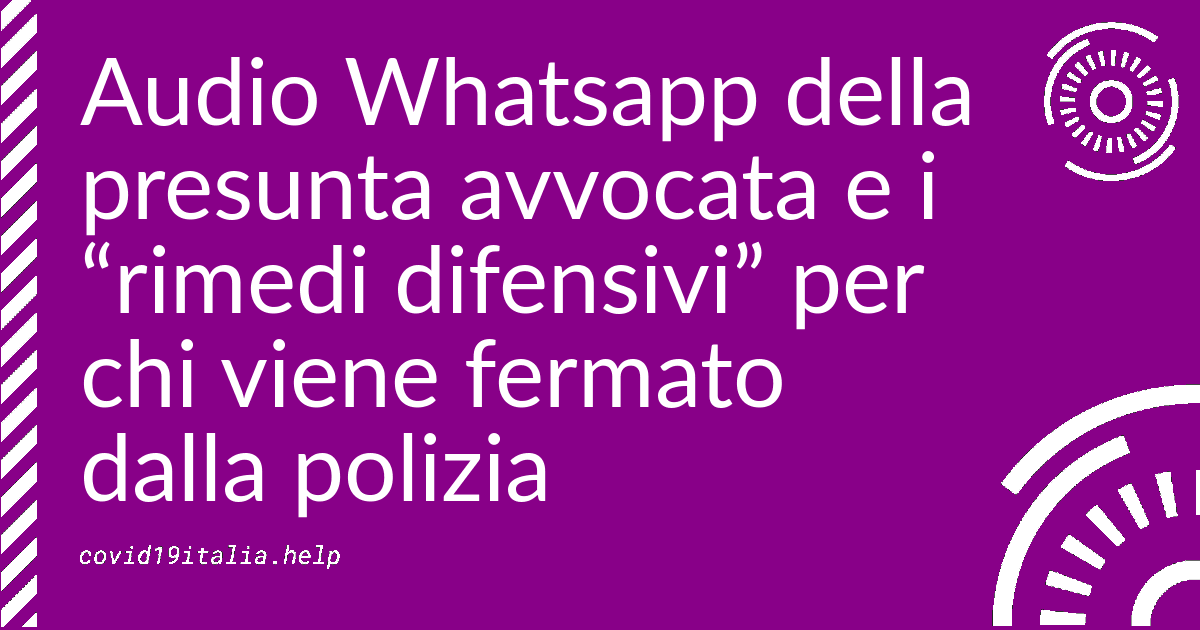 Audio Whatsapp della
presunta avvocata e i
“rimedi difensivi” per
chi viene fermato
dalla polizia
covid19italia.help